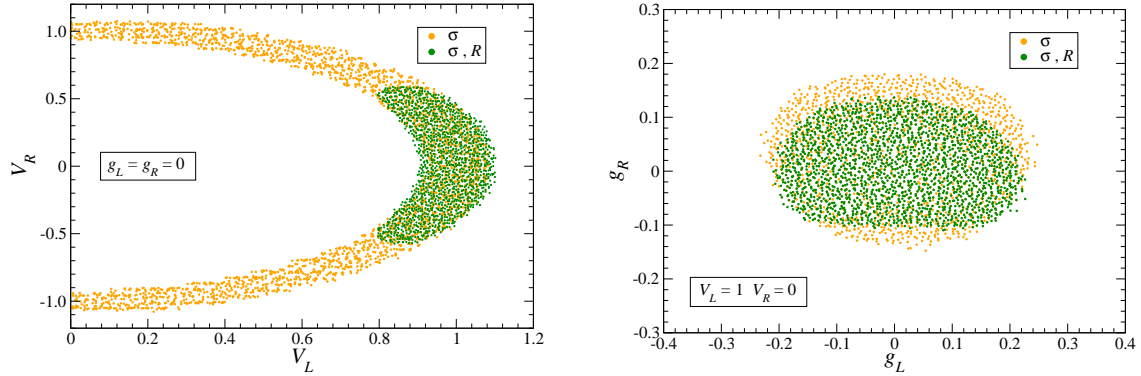 1.0
0.5
0
-0.5
-1.0
V_R
0
0.2
0.4
0.6
0.8
1
1.2
V_L
σ
σ , R
g_L = g_R = 0
0.3
0.2
0.1
0
-0.1
-0.2
-0.3
g_R
-0.4
-0.3
-0.2
-0.1
0
0.1
0.2
0.3
0.4
g_L
σ
σ , R
V_L = 1 V_R = 0